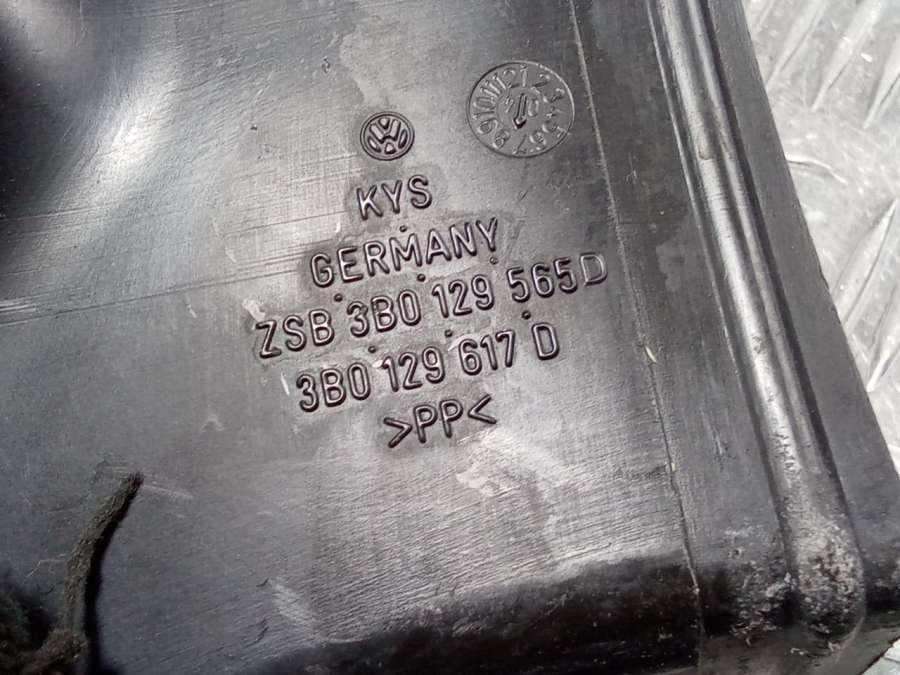 KYS
GERMANY
ZSB 3B0 129 565D
3B0 129 617 D
>PP<